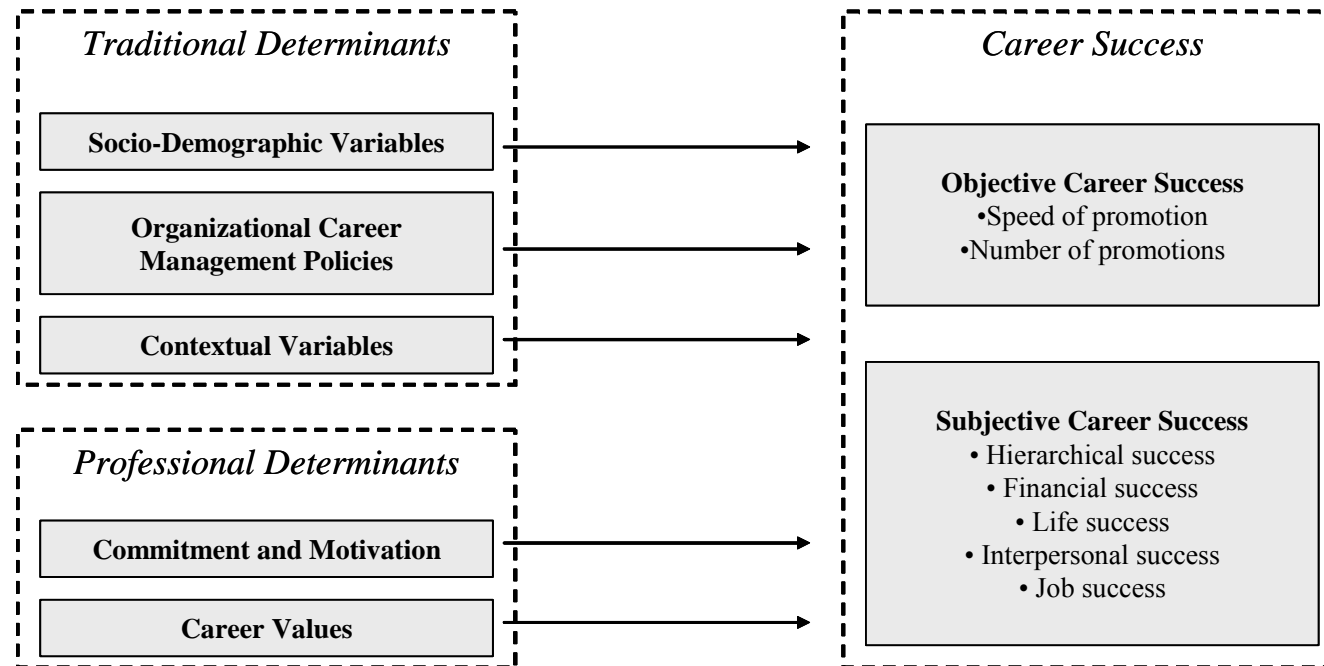 Traditional Determinants
Socio-Demographic Variables
Organizational Career
Management Policies
Contextual Variables
Professional Determinants
Commitment and Motivation
Career Values
Career Success
Objective Career Success
•Speed of promotion
•Number of promotions
Subjective Career Success
• Hierarchical success
• Financial success
• Life success
• Interpersonal success
• Job success